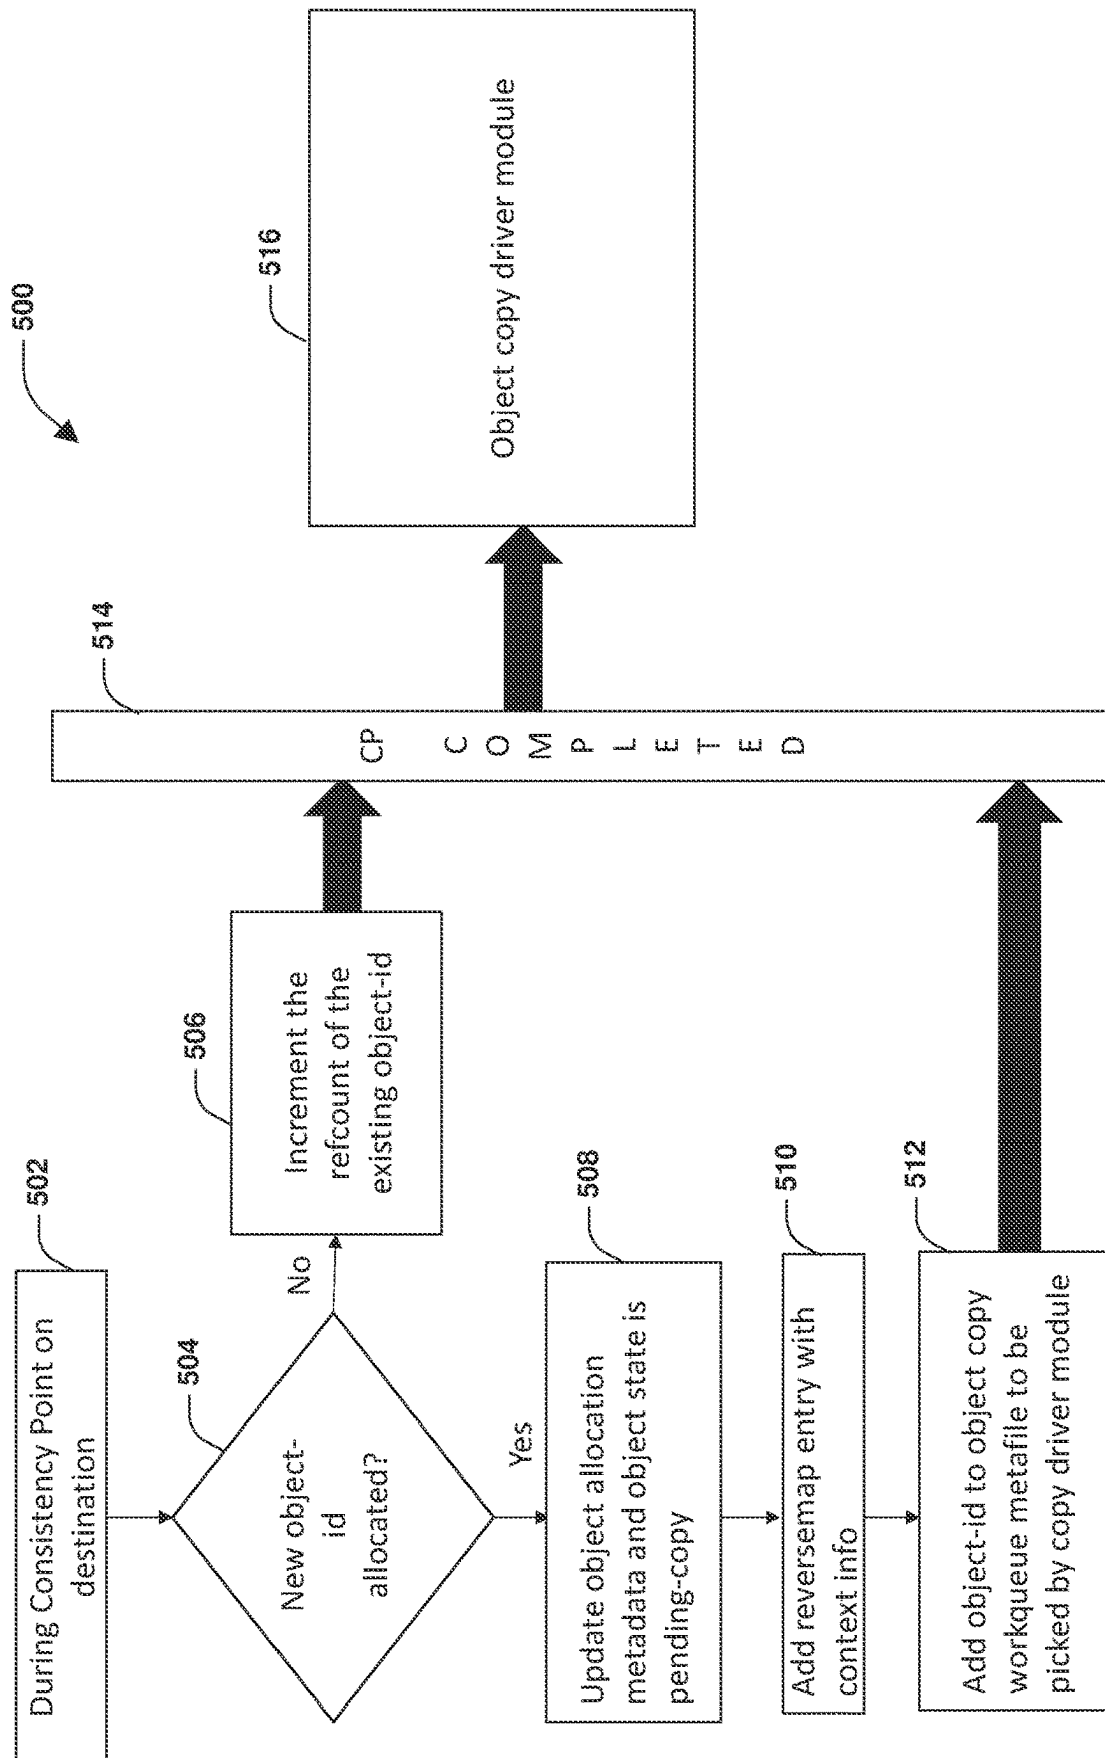 500
502
During Consistency Point on
destination
504
New object-
id
allocated?
No
Yes
506
Increment the
refcount of the
existing object-id
508
Update object allocation
metadata and object state is
pending-copy
510
Add reversemap entry with
context info
512
Add object-id to object copy
workqueue metafile to be
picked by copy driver module
514
CP
C
O
M
P
L
E
T
E
D
516
Object copy driver module